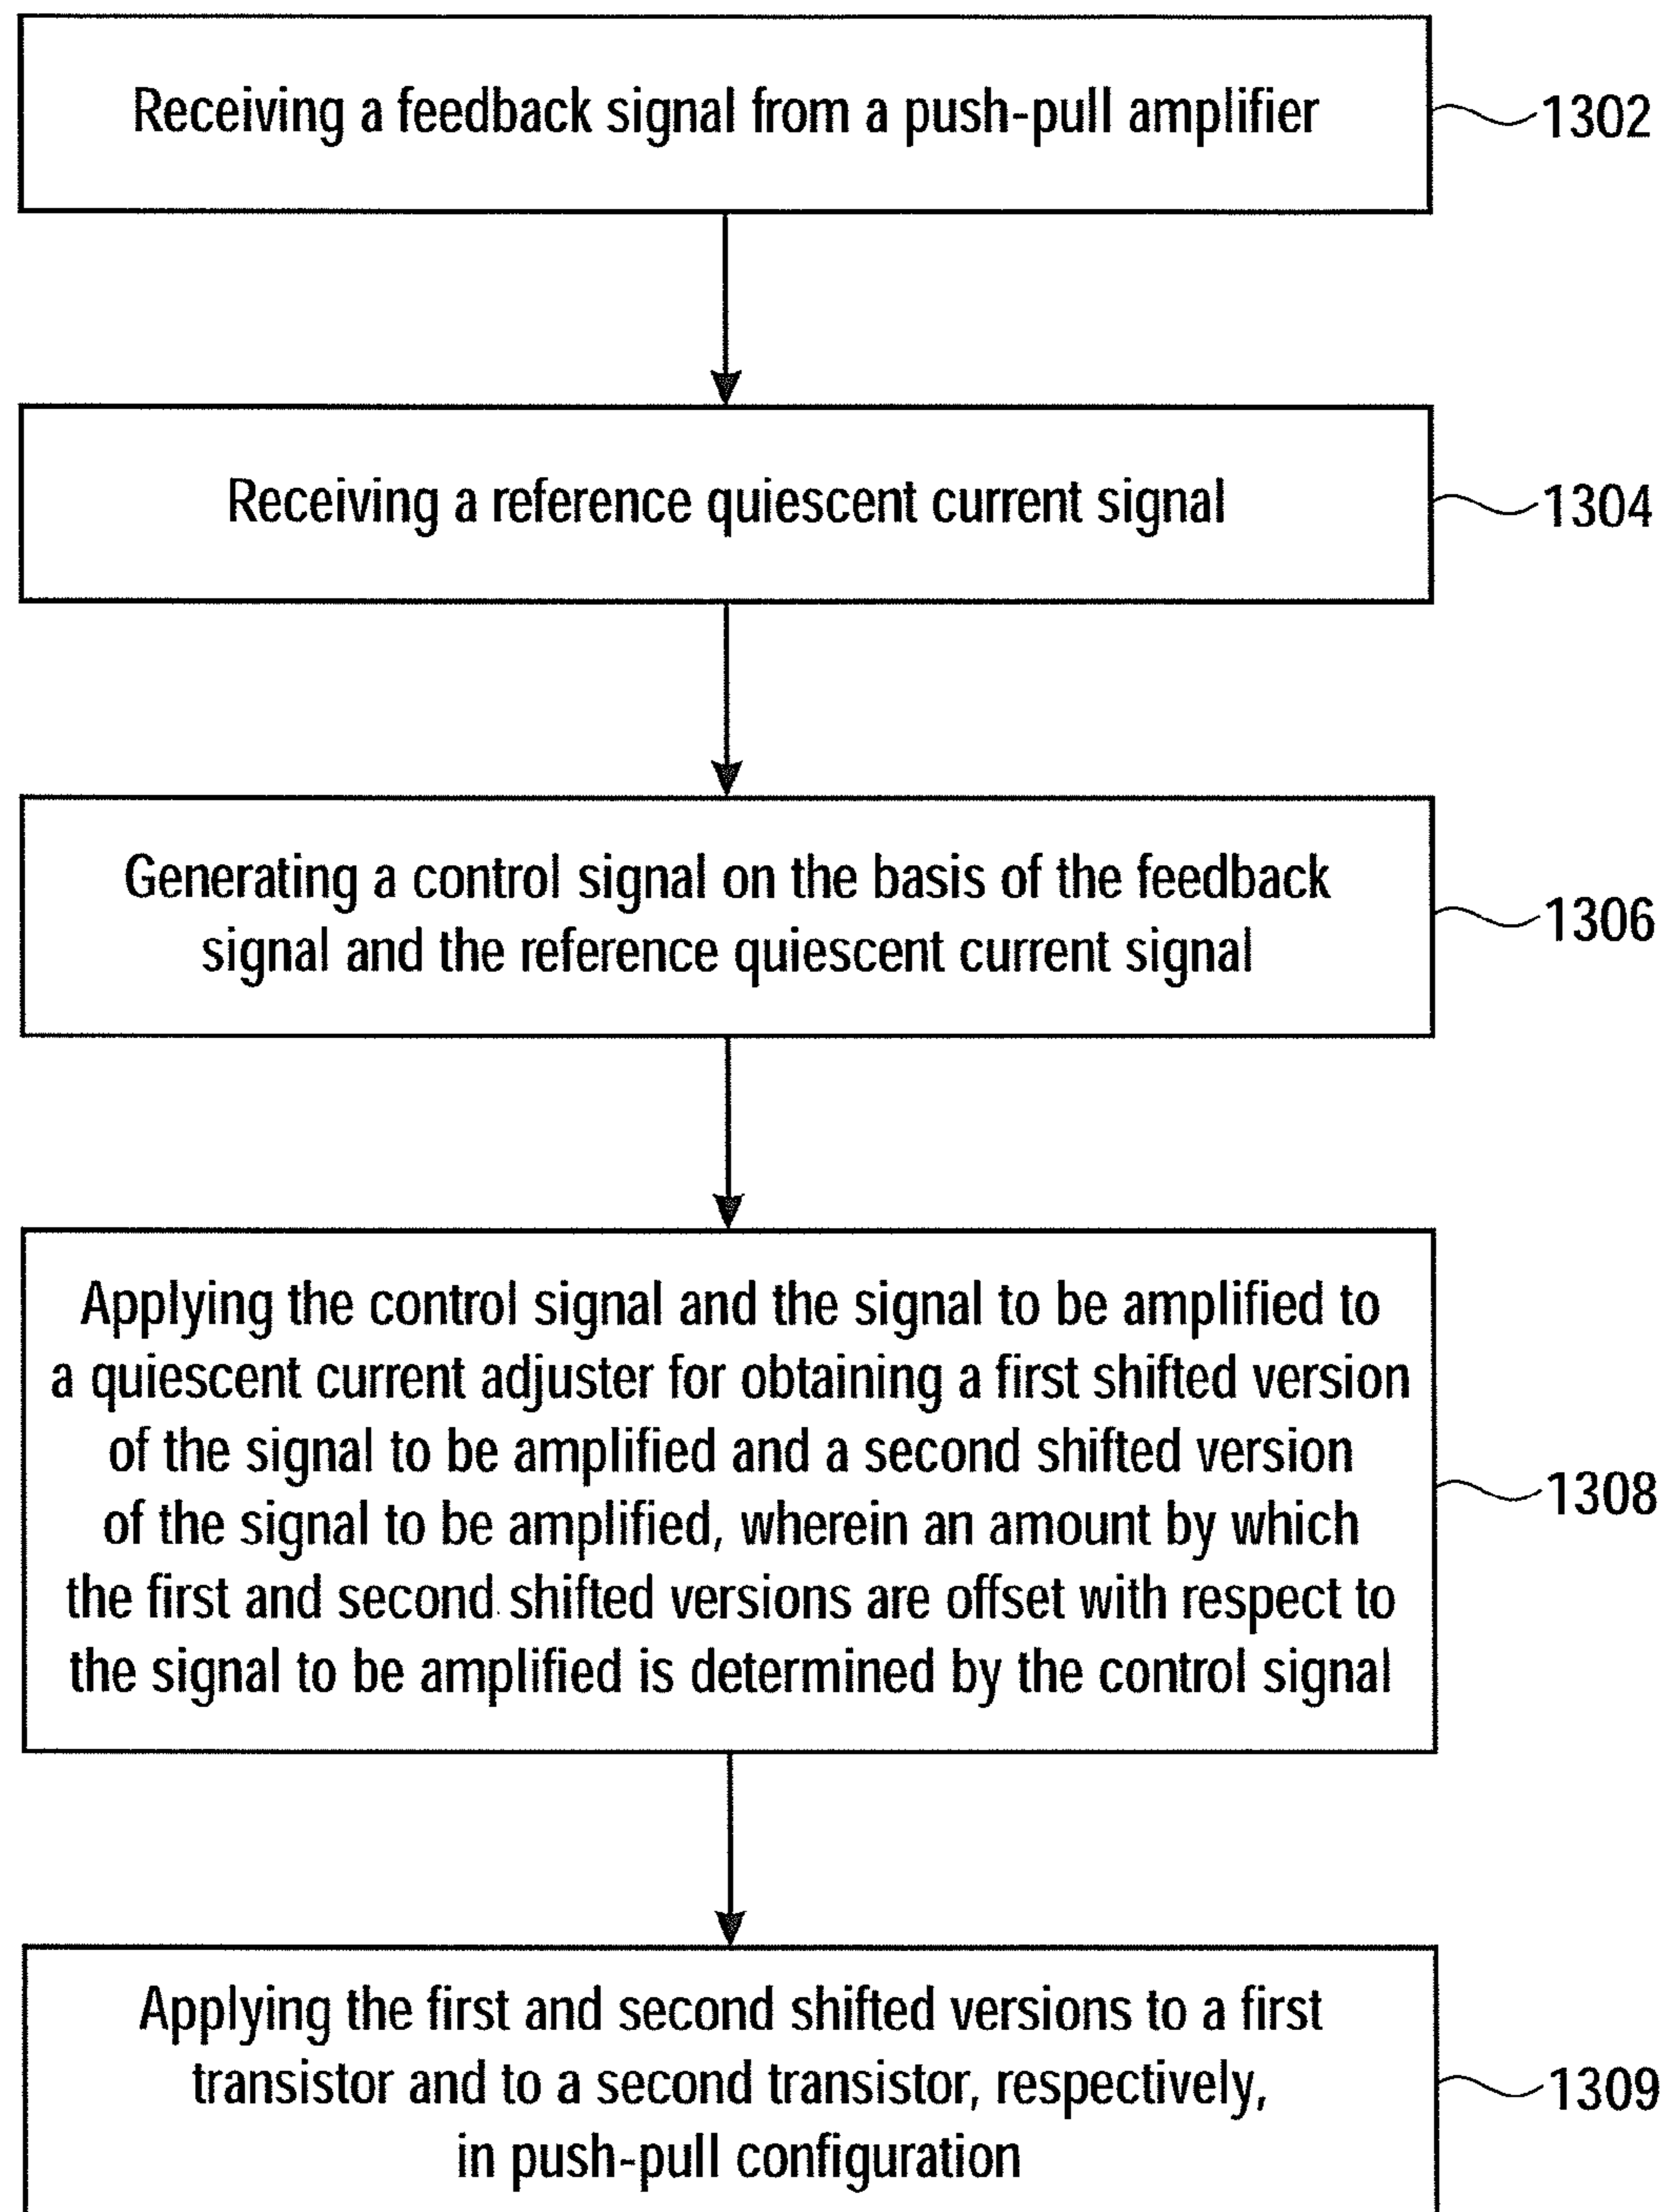 Receiving a feedback signal from a push-pull amplifier
1302
Receiving a reference quiescent current signal
1304
Generating a control signal on the basis of the feedback
signal and the reference quiescent current signal
1306
Applying the control signal and the signal to be amplified to
a quiescent current adjuster for obtaining a first shifted version
of the signal to be amplified and a second shifted version
of the signal to be amplified, wherein an amount by which
the first and second shifted versions are offset with respect to
the signal to be amplified is determined by the control signal
1308
Applying the first and second shifted versions to a first
transistor and to a second transistor, respectively,
in push-pull configuration
1309